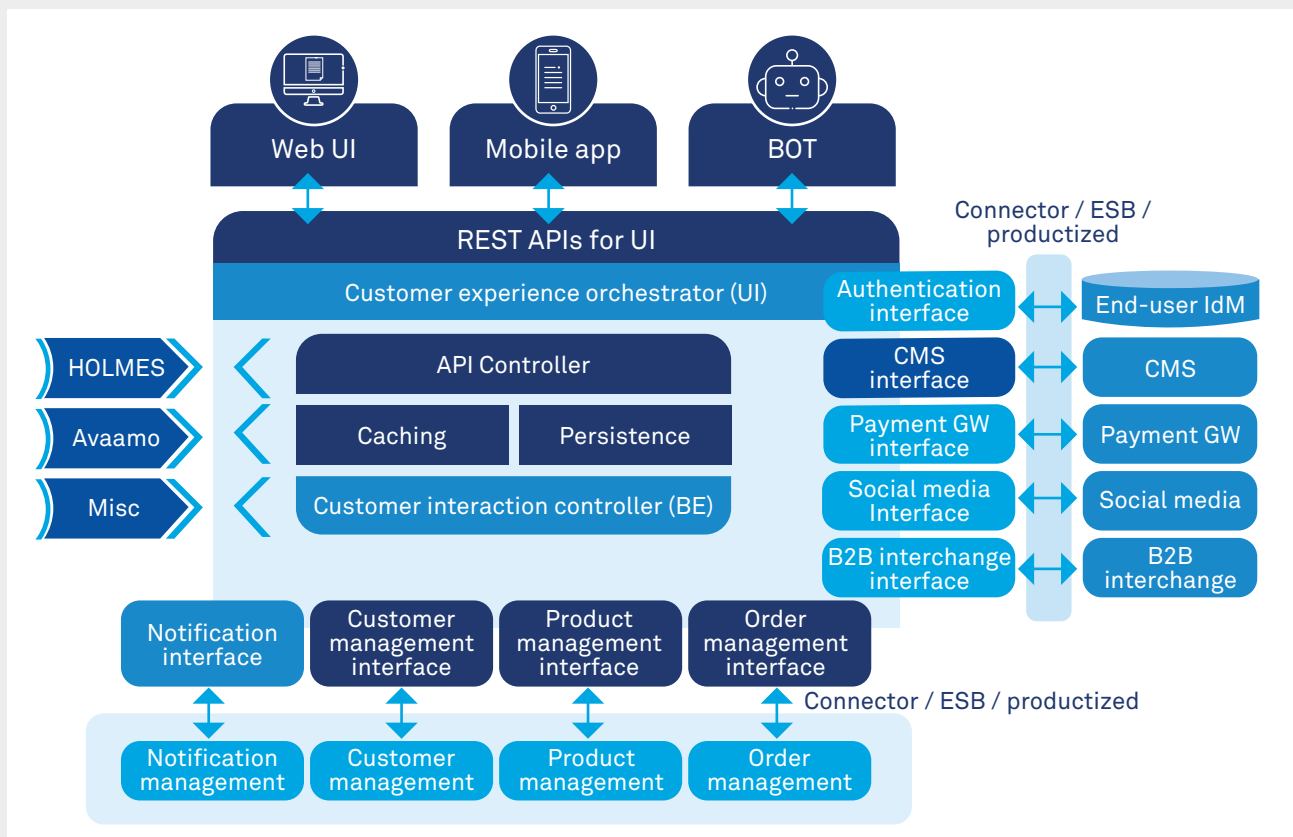 Web UI
Mobile app
BOT
REST APIs for UI
Customer experience orchestrator (UI)
Connector / ESB /
productized
HOLMES
Avaamo
Misc
API Controller
Caching
Persistence
Customer interaction controller (BE)
Authentication
interface
End-user IdM
CMS
interface
CMS
Payment GW
interface
Payment GW
Social media
Interface
Social media
B2B interchange
interface
B2B
interchange
Notification
interface
Customer
management
interface
Product
management
interface
Order
management
interface
Connector / ESB / productized
Notification
management
Customer
management
Product
management
Order
management